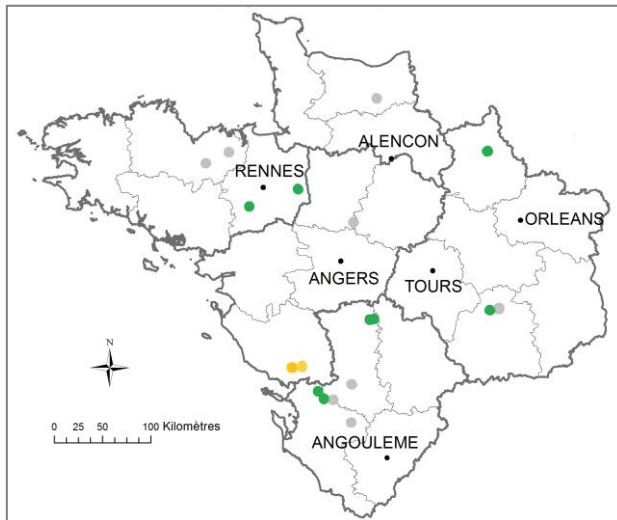 ALENCON
RENNES
ORLEANS
ANGERS
TOURS
N
0 25 50 100 Kilomètres
ANGOULEME